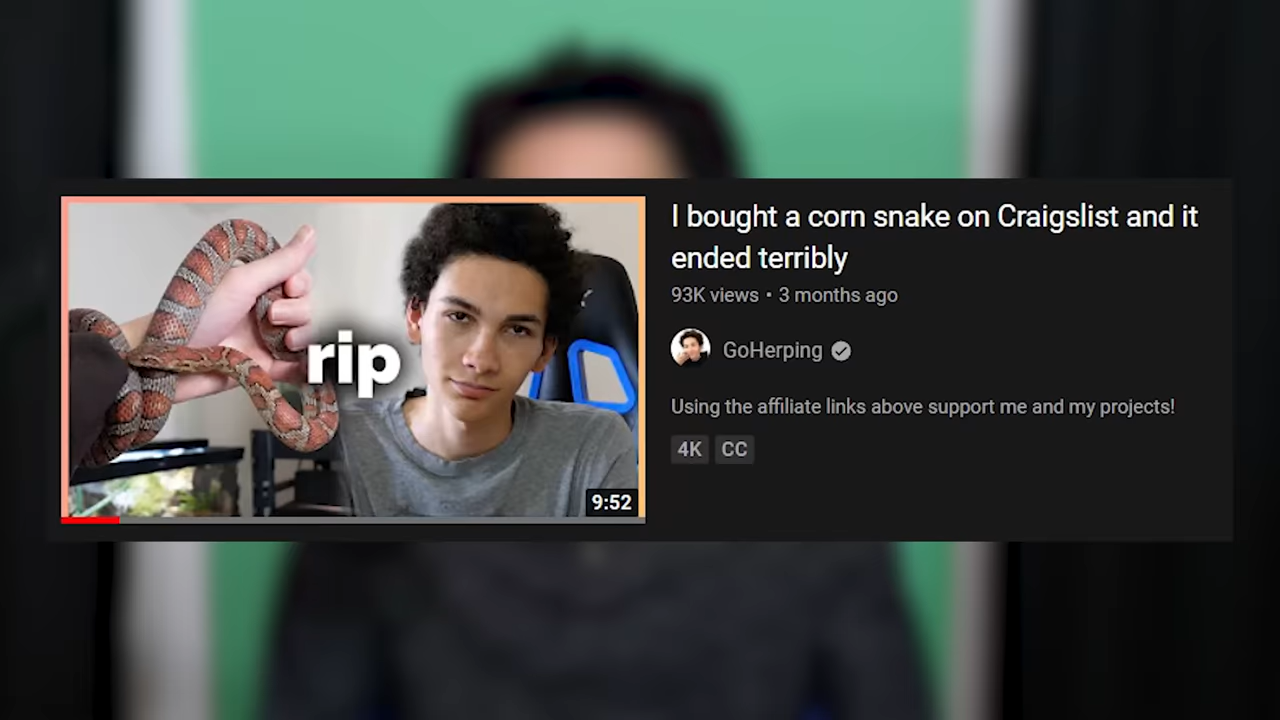 rip
9:52
I bought a corn snake on Craigslist and it
ended terribly
93K views • 3 months ago
GoHerping
Using the affiliate links above support me and my projects!
4K CC